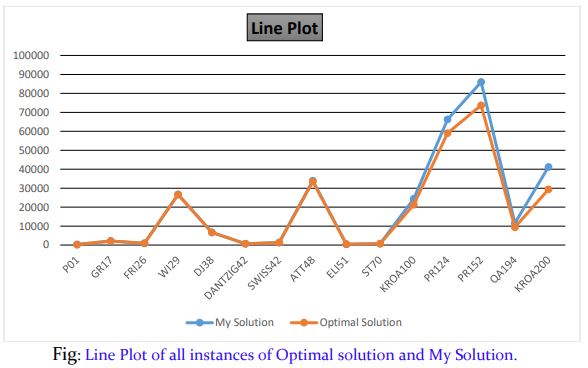 Line Plot
100000
90000
80000
70000
60000
50000
40000
30000
20000
10000
0
P01
GR17
FRI26
WI29
DJ38
DANTZIG42
SWISS42
ATT48
ELI51
ST70
KROA100
PR124
PR152
QA194
KROA200
My Solution
Optimal Solution
Fig: Line Plot of all instances of Optimal solution and My Solution.